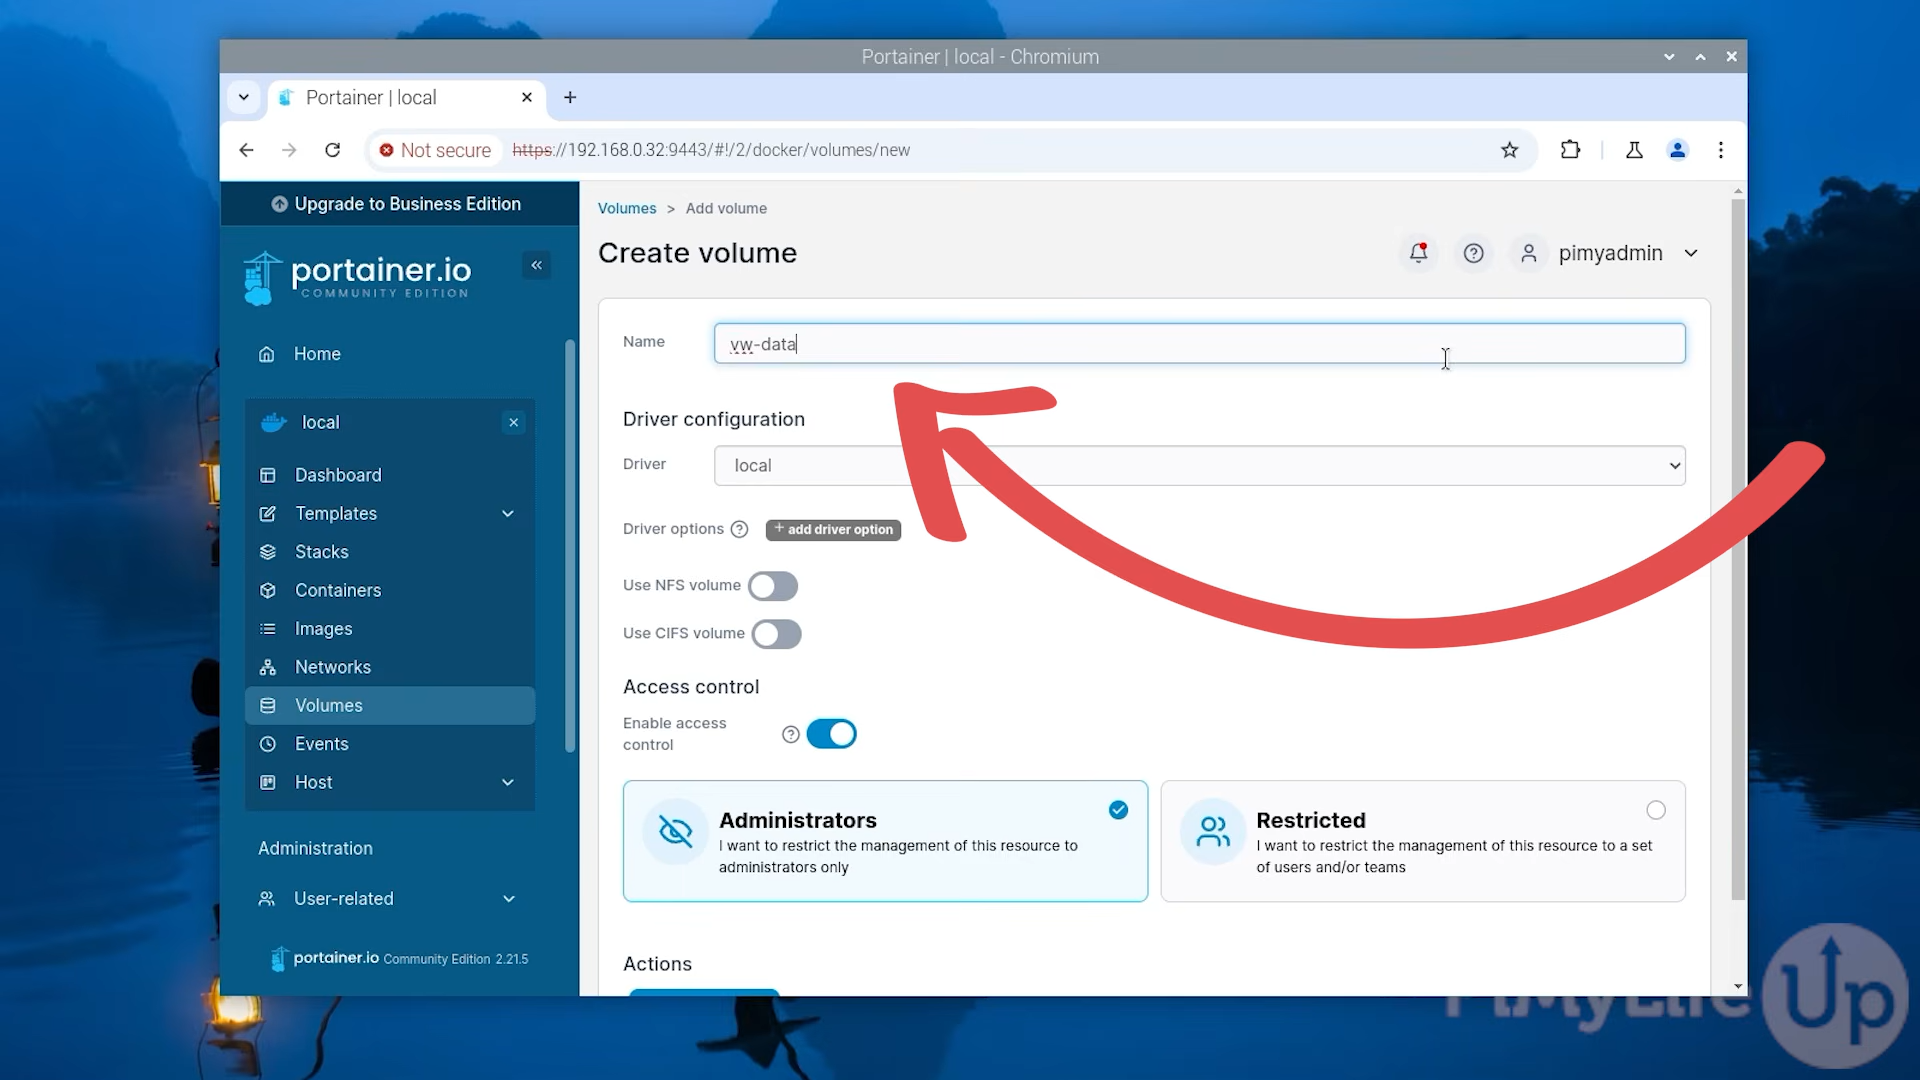 Portainer | local - Chromium
Portainer | local
Not secure
https://192.168.0.32:9443/#!/2/docker/volumes/new
Upgrade to Business Edition
portainer.io
COMMUNITY EDITION
Home
local
Dashboard
Templates
Stacks
Containers
Images
Networks
Volumes
Events
Host
Administration
User-related
portainer.io Community Edition 2.21.5
Volumes > Add volume
Create volume
pimyadmin
Name
vw-data
Driver configuration
Driver
local
Driver options
+ add driver option
Use NFS volume
Use CIFS volume
Access control
Enable access
control
Administrators
I want to restrict the management of this resource to
administrators only
Restricted
I want to restrict the management of this resource to a set
of users and/or teams
Actions
PiMyLife
Up